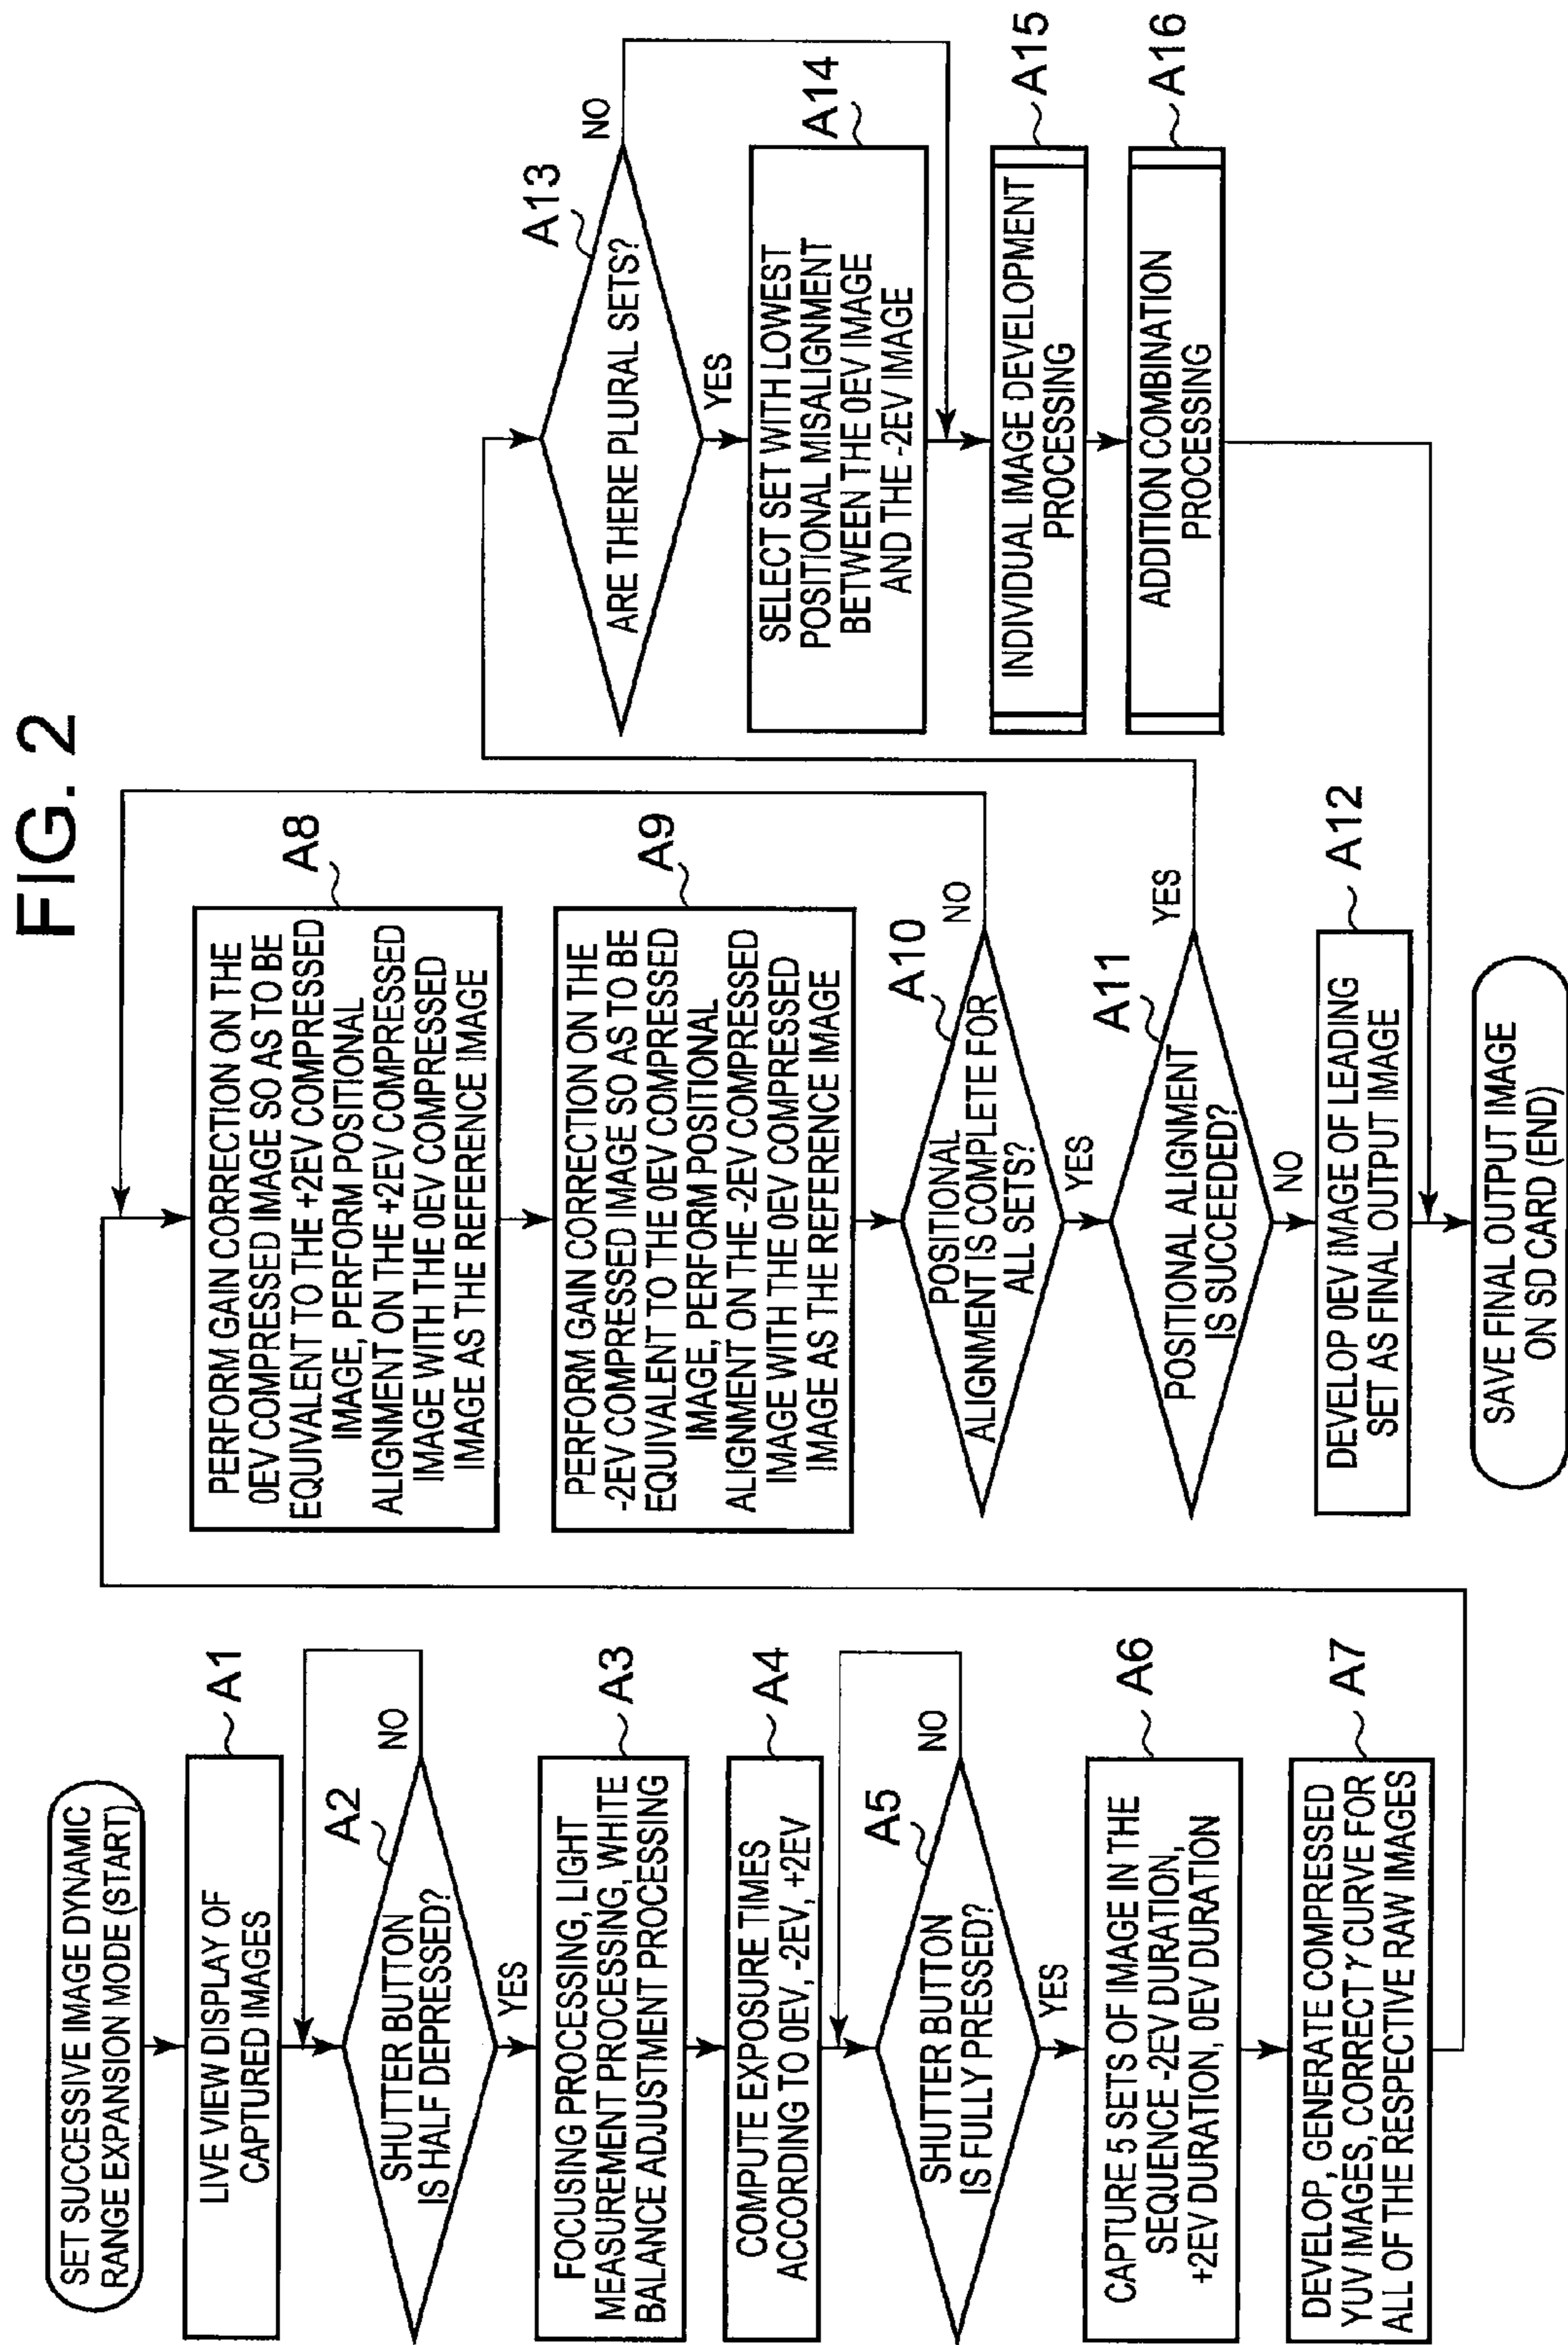 FIG. 2
SET SUCCESSIVE IMAGE DYNAMIC
RANGE EXPANSION MODE (START)
A1
LIVE VIEW DISPLAY OF
CAPTURED IMAGES
A2
SHUTTER BUTTON
IS HALF DEPRESSED?
NO
YES
A3
FOCUSING PROCESSING, LIGHT
MEASUREMENT PROCESSING, WHITE
BALANCE ADJUSTMENT PROCESSING
A4
COMPUTE EXPOSURE TIMES
ACCORDING TO 0EV, -2EV, +2EV
A5
SHUTTER BUTTON
IS FULLY PRESSED?
NO
YES
A6
CAPTURE 5 SETS OF IMAGE IN THE
SEQUENCE -2EV DURATION,
+2EV DURATION, 0EV DURATION
A7
DEVELOP, GENERATE COMPRESSED
YUV IMAGES, CORRECT γ CURVE FOR
ALL OF THE RESPECTIVE RAW IMAGES
A8
PERFORM GAIN CORRECTION ON THE
0EV COMPRESSED IMAGE SO AS TO BE
EQUIVALENT TO THE +2EV COMPRESSED
IMAGE, PERFORM POSITIONAL
ALIGNMENT ON THE +2EV COMPRESSED
IMAGE WITH THE 0EV COMPRESSED
IMAGE AS THE REFERENCE IMAGE
A9
PERFORM GAIN CORRECTION ON THE
-2EV COMPRESSED IMAGE SO AS TO BE
EQUIVALENT TO THE 0EV COMPRESSED
IMAGE, PERFORM POSITIONAL
ALIGNMENT ON THE -2EV COMPRESSED
IMAGE WITH THE 0EV COMPRESSED
IMAGE AS THE REFERENCE IMAGE
A10
POSITIONAL
ALIGNMENT IS COMPLETE FOR
ALL SETS?
NO
YES
A11
POSITIONAL ALIGNMENT
IS SUCCEEDED?
YES
NO
A12
DEVELOP 0EV IMAGE OF LEADING
SET AS FINAL OUTPUT IMAGE
SAVE FINAL OUTPUT IMAGE
ON SD CARD (END)
A13
ARE THERE PLURAL SETS?
NO
YES
A14
SELECT SET WITH LOWEST
POSITIONAL MISALIGNMENT
BETWEEN THE 0EV IMAGE
AND THE -2EV IMAGE
A15
INDIVIDUAL IMAGE DEVELOPMENT
PROCESSING
A16
ADDITION COMBINATION
PROCESSING